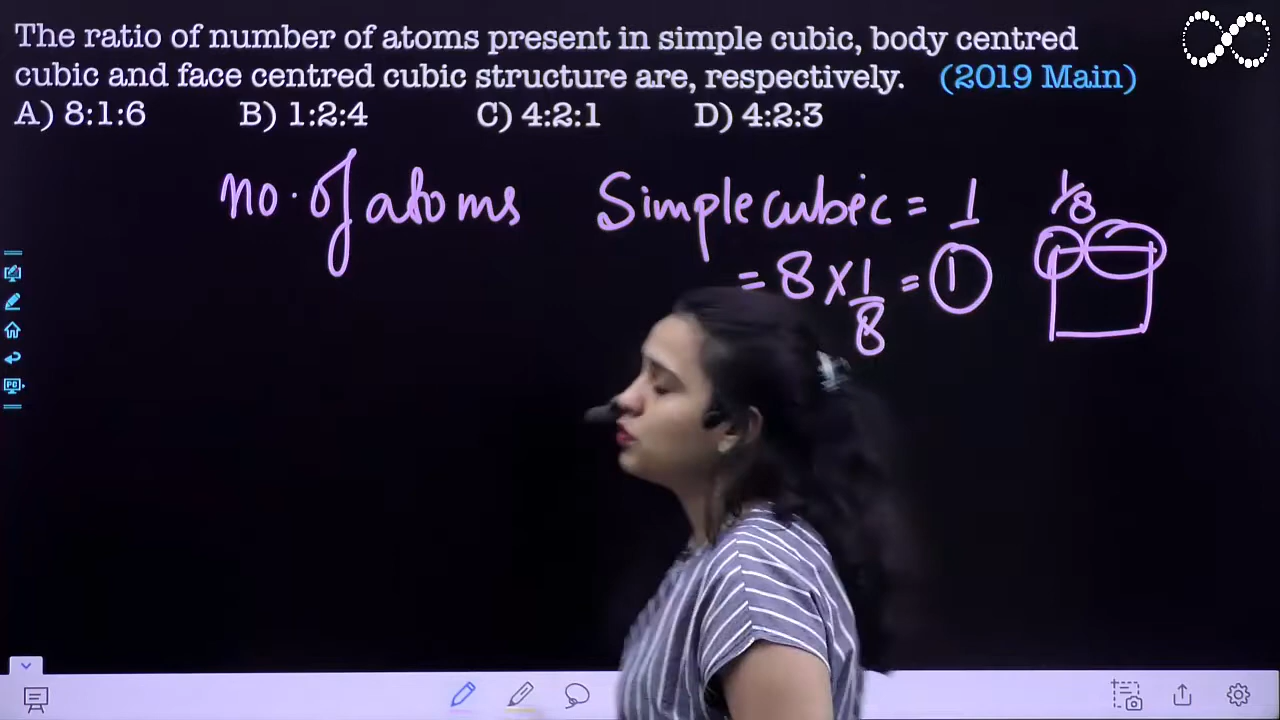 The ratio of number of atoms present in simple cubic, body centred
cubic and face centred cubic structure are, respectively. (2019 Main)
A) 8:1:6 B) 1:2:4 C) 4:2:1 D) 4:2:3
no. of atoms Simple cubic = 1 1/8
= 8 × 1/8 = 1